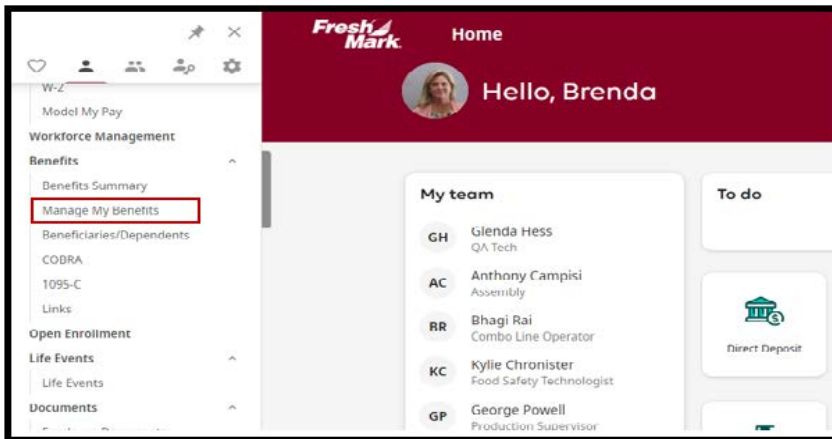 W-2
Model My Pay
Workforce Management
Benefits
Benefits Summary
Manage My Benefits
Beneficiaries/Dependents
COBRA
1095-C
Links
Open Enrollment
Life Events
Life Events
Documents
Fresh Mark.
Home
Hello, Brenda
My team
GH Glenda Hess
QA Tech
AC Anthony Campisi
Assembly
BR Bhagi Rai
Combo Line Operator
KC Kylie Chronister
Food Safety Technologist
GP George Powell
Production Supervisor
To do
Direct Deposit